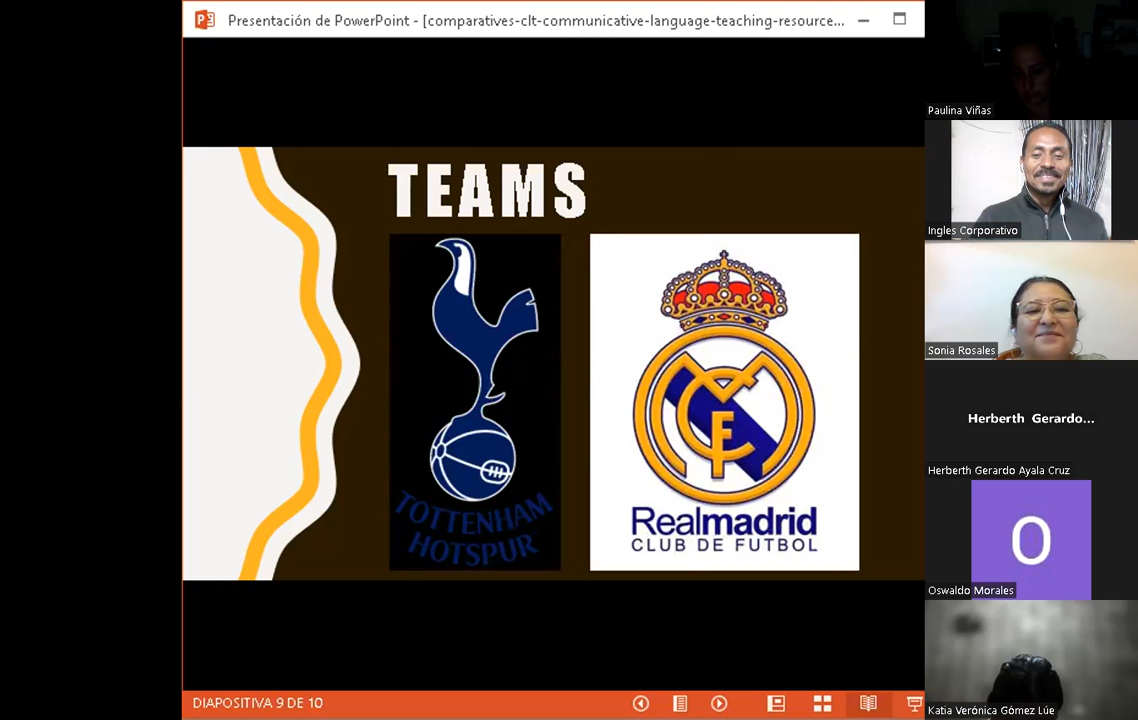 Presentación de PowerPoint - [comparatives-clt-communicative-language-teaching-resource...
TEAMS
TOTTENHAM
HOTSPUR
Realmadrid
CLUB DE FUTBOL
DIAPOSITIVA 9 DE 10
Paulina Viñas
Ingles Corporativo
Sonia Rosales
Herberth Gerardo...
Herberth Gerardo Ayala Cruz
O
Oswaldo Morales
Katia Verónica Gómez Lúe